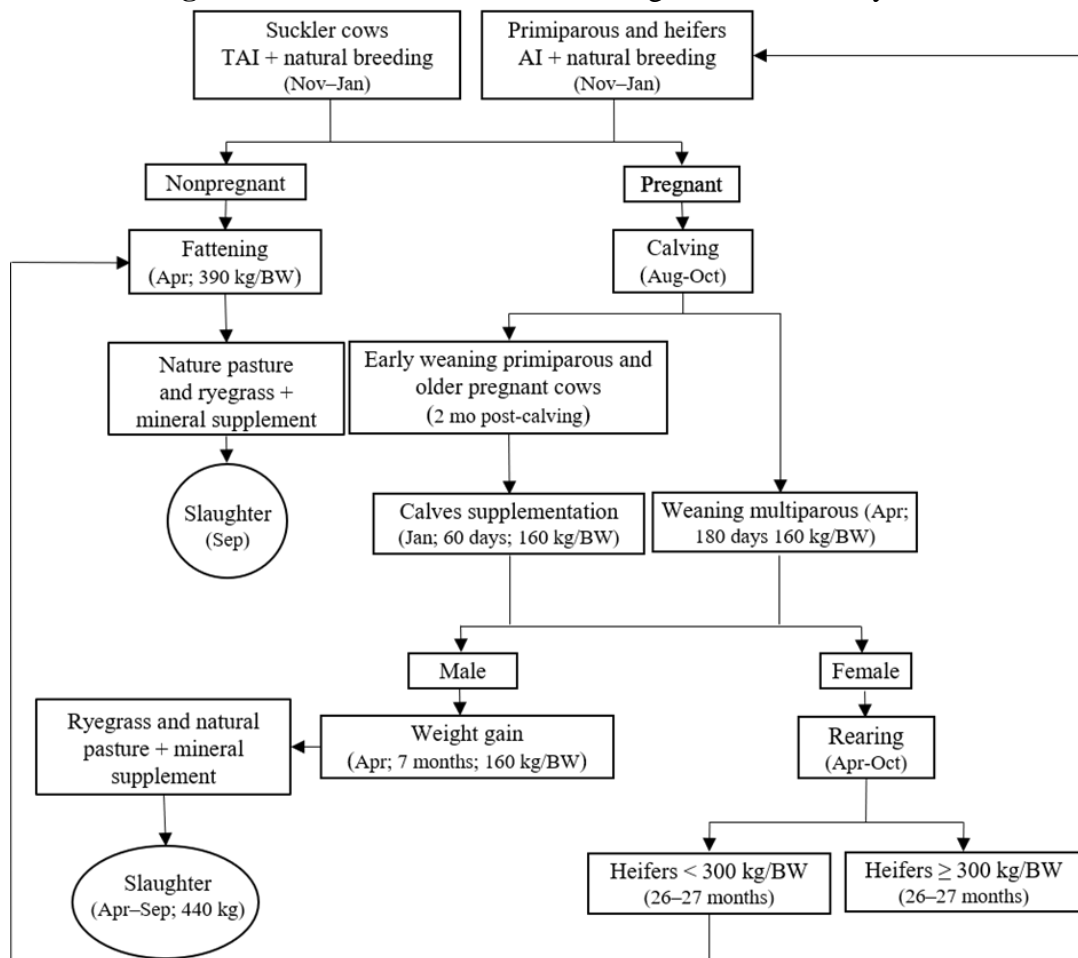 Suckler cows
TAI + natural breeding
(Nov–Jan)
Primiparous and heifers
AI + natural breeding
(Nov–Jan)
Nonpregnant
Pregnant
Fattening
(Apr; 390 kg/BW)
Calving
(Aug-Oct)
Nature pasture
and ryegrass +
mineral supplement
Early weaning primiparous and
older pregnant cows
(2 mo post-calving)
Slaughter
(Sep)
Calves supplementation
(Jan; 60 days; 160 kg/BW)
Weaning multiparous (Apr;
180 days 160 kg/BW)
Male
Female
Ryegrass and natural
pasture + mineral
supplement
Weight gain
(Apr; 7 months; 160 kg/BW)
Rearing
(Apr-Oct)
Slaughter
(Apr–Sep; 440 kg)
Heifers < 300 kg/BW
(26–27 months)
Heifers ≥ 300 kg/BW
(26–27 months)